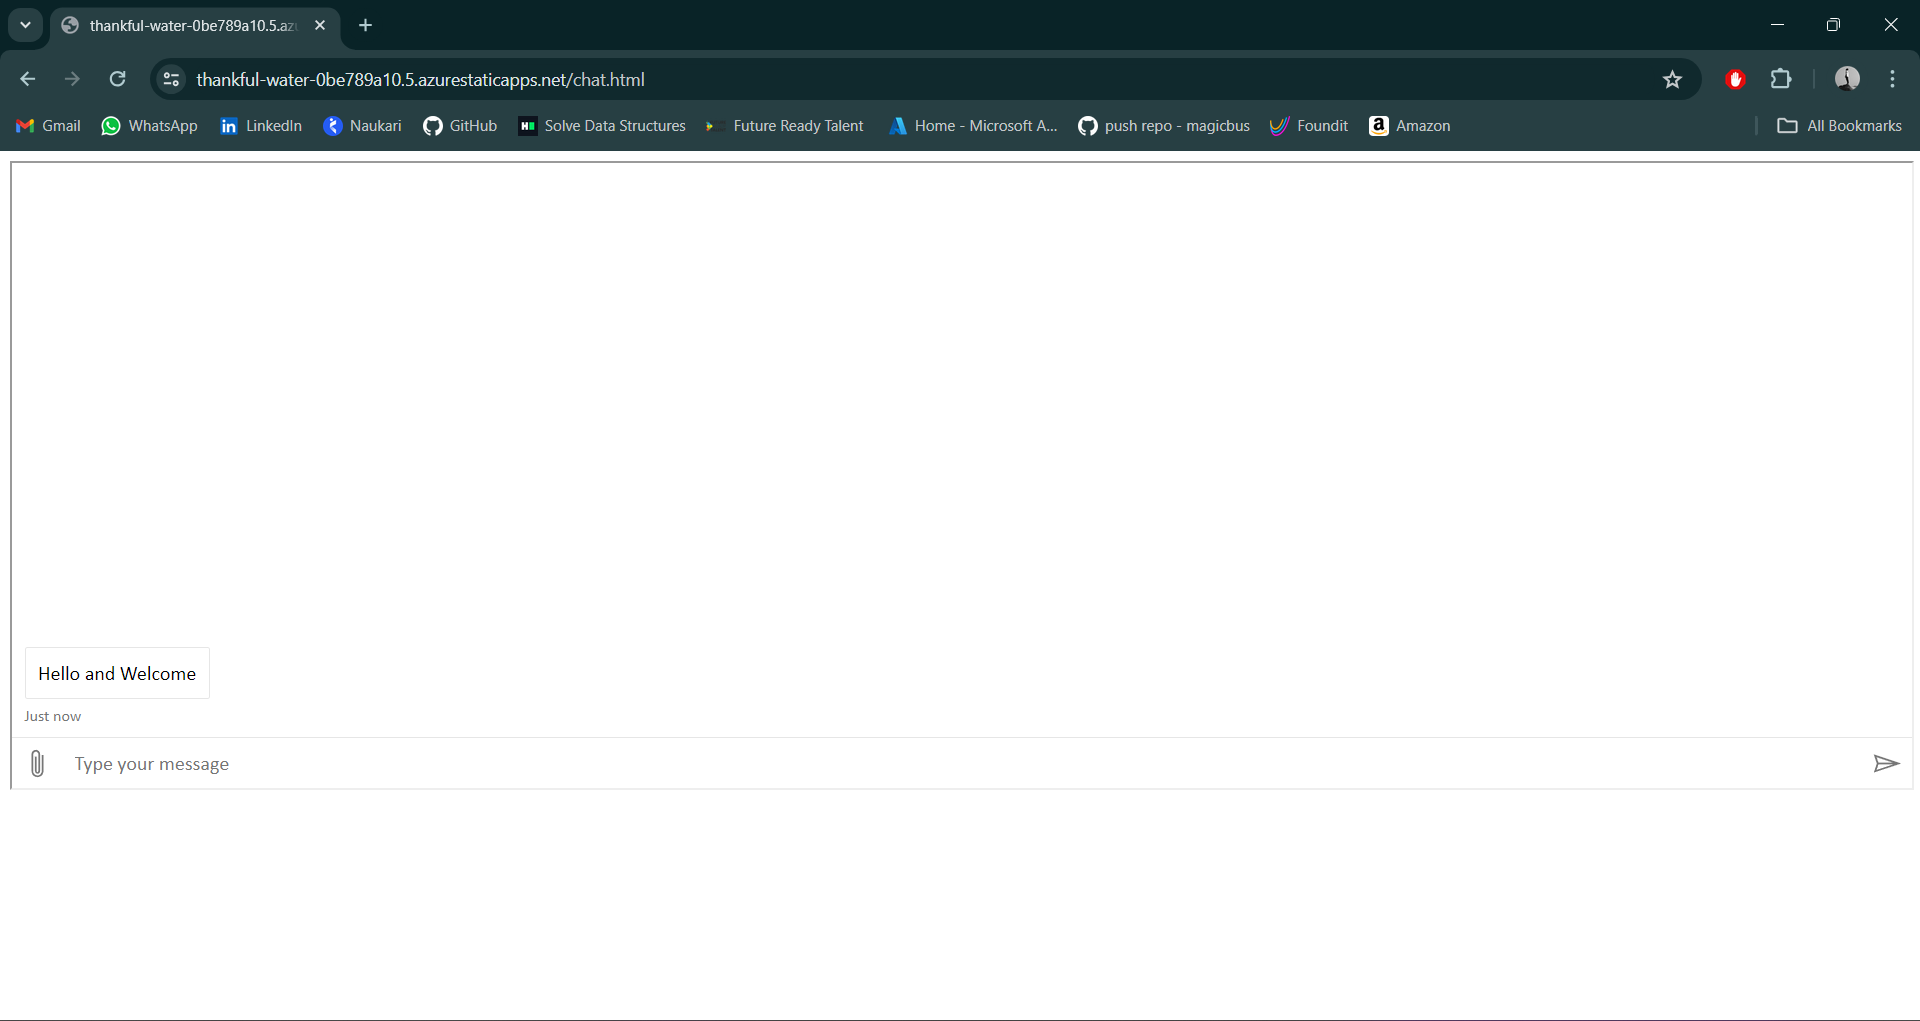 thankful-water-0be789a10.5.az
thankful-water-0be789a10.5.azurestaticapps.net/chat.html
Gmail WhatsApp LinkedIn Naukari GitHub Solve Data Structures Future Ready Talent Home - Microsoft A... push repo - magicbus Foundit Amazon All Bookmarks
Hello and Welcome
Just now
Type your message